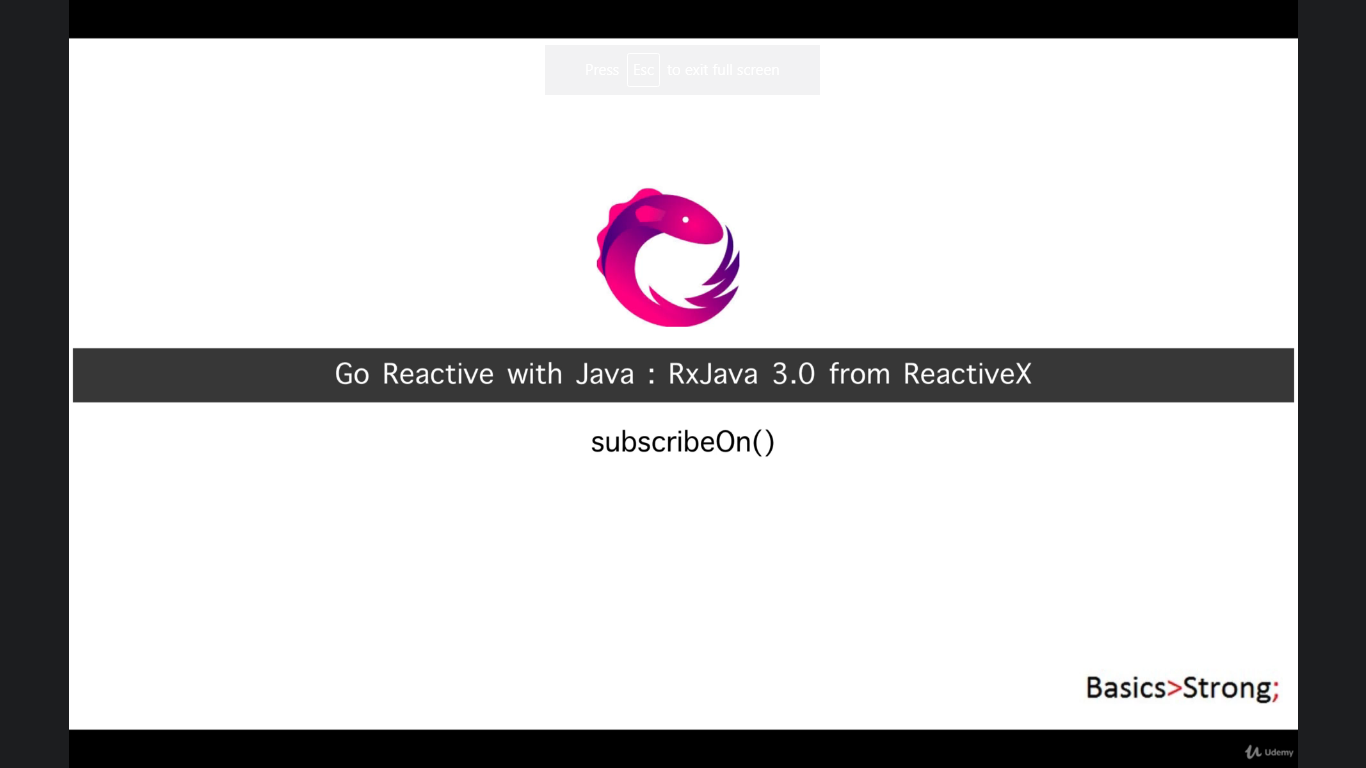 Press Esc to exit full screen
Go Reactive with Java : RxJava 3.0 from ReactiveX
subscribeOn()
Basics>Strong;
Udemy